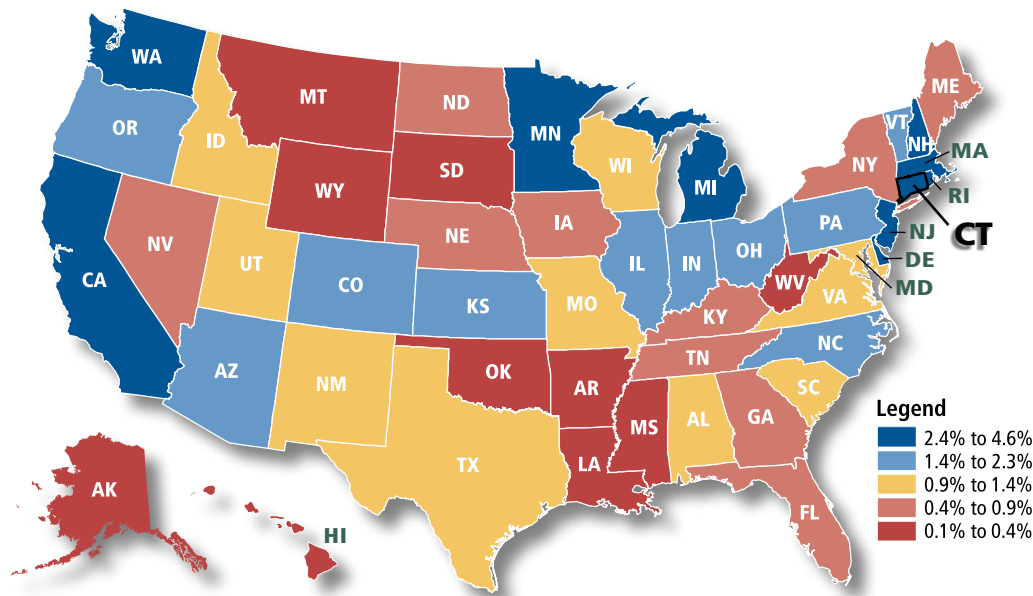 WA
MT
ND
MN
ME
OR
ID
VT
NH
WI
SD
MI
NY
MA
WY
RI
IA
NE
PA
NV
NJ
CT
UT
OH
IL
IN
DE
CA
CO
WV
MD
KS
MO
VA
KY
NC
TN
AZ
OK
NM
AR
SC
AL
GA
MS
Legend
TX
LA
2.4% to 4.6%
1.4% to 2.3%
AK
0.9% to 1.4%
FL
0.4% to 0.9%
HI
0.1% to 0.4%